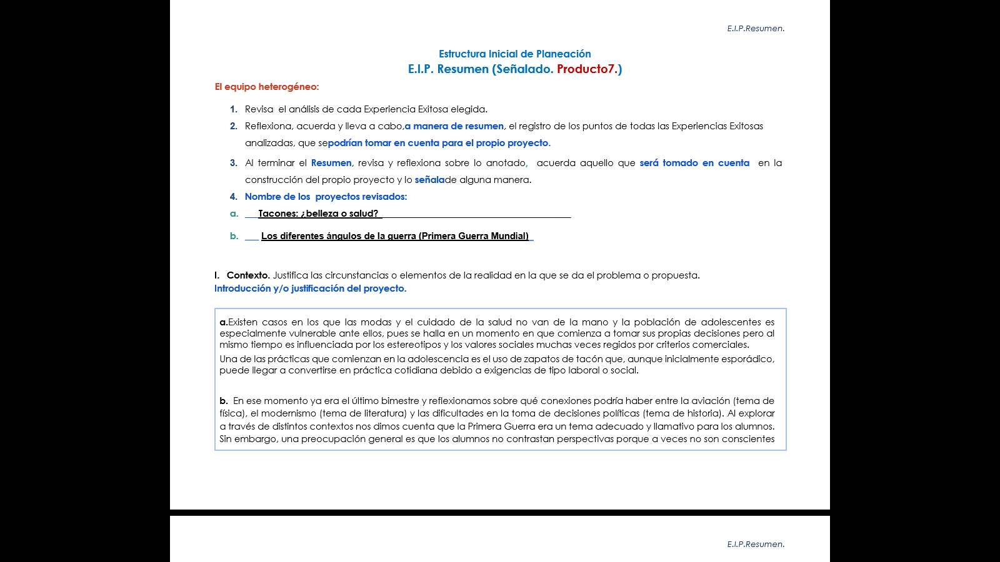 E.I.P.Resumen.
Estructura Inicial de Planeación
E.I.P. Resumen (Señalado. Producto7.)
El equipo heterogéneo:
1. Revisa el análisis de cada Experiencia Exitosa elegida.
2. Reflexiona, acuerda y lleva a cabo,a manera de resumen, el registro de los puntos de todas las Experiencias Exitosas
analizadas, que sepodrían tomar en cuenta para el propio proyecto.
3. Al terminar el Resumen, revisa y reflexiona sobre lo anotado, acuerda aquello que será tomado en cuenta en la
construcción del propio proyecto y lo señalade alguna manera.
4. Nombre de los proyectos revisados:
a. ___Tacones: ¿belleza o salud?_____________________________________
b. ___ Los diferentes ángulos de la guerra (Primera Guerra Mundial)_
I. Contexto. Justifica las circunstancias o elementos de la realidad en la que se da el problema o propuesta.
Introducción y/o justificación del proyecto.
a.Existen casos en los que las modas y el cuidado de la salud no van de la mano y la población de adolescentes es
especialmente vulnerable ante ellos, pues se halla en un momento en que comienza a tomar sus propias decisiones pero al
mismo tiempo es influenciada por los estereotipos y los valores sociales muchas veces regidos por criterios comerciales.
Una de las prácticas que comienzan en la adolescencia es el uso de zapatos de tacón que, aunque inicialmente esporádico,
puede llegar a convertirse en práctica cotidiana debido a exigencias de tipo laboral o social.
b. En ese momento ya era el último bimestre y reflexionamos sobre qué conexiones podría haber entre la aviación (tema de
física), el modernismo (tema de literatura) y las dificultades en la toma de decisiones políticas (tema de historia). Al explorar
a través de distintos contextos nos dimos cuenta que la Primera Guerra era un tema adecuado y llamativo para los alumnos.
Sin embargo, una preocupación general es que los alumnos no contrastan perspectivas porque a veces no son conscientes
E.I.P.Resumen.